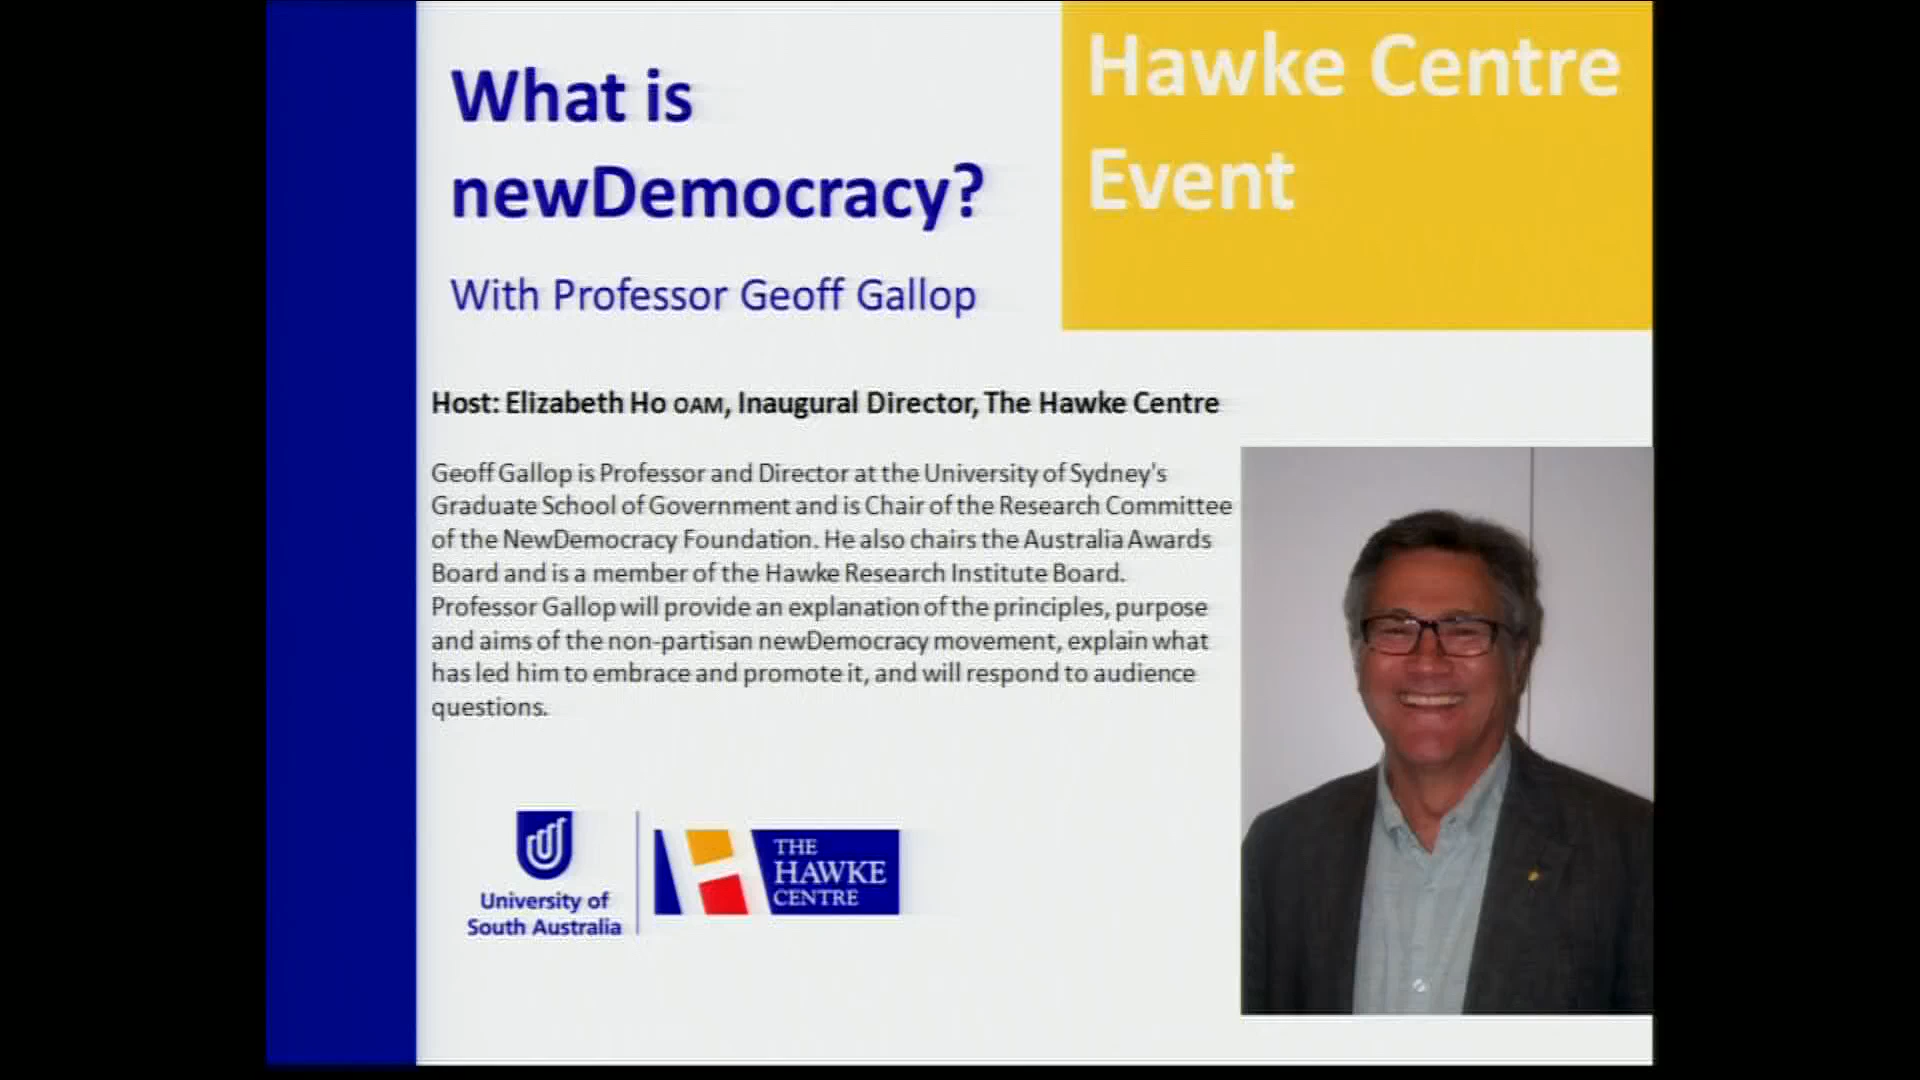 What is
newDemocracy?
With Professor Geoff Gallop
Hawke Centre
Event
Host: Elizabeth Ho OAM, Inaugural Director, The Hawke Centre
Geoff Gallop is Professor and Director at the University of Sydney's
Graduate School of Government and is Chair of the Research Committee
of the NewDemocracy Foundation. He also chairs the Australia Awards
Board and is a member of the Hawke Research Institute Board.
Professor Gallop will provide an explanation of the principles, purpose
and aims of the non-partisan newDemocracy movement, explain what
has led him to embrace and promote it, and will respond to audience
questions.
University of
South Australia
THE
HAWKE
CENTRE